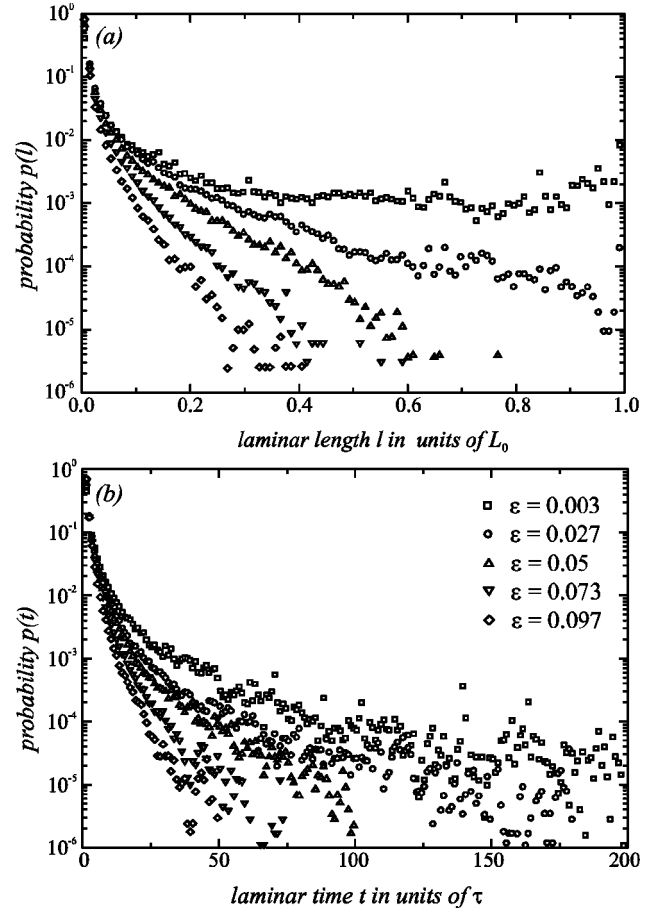 (a)
10^0
10^-1
10^-2
10^-3
10^-4
10^-5
10^-6
probability p(l)
0.0 0.2 0.4 0.6 0.8 1.0
laminar length l in units of L_0
(b)
10^0
10^-1
10^-2
10^-3
10^-4
10^-5
10^-6
probability p(t)
ε = 0.003
ε = 0.027
ε = 0.05
ε = 0.073
ε = 0.097
0 50 100 150 200
laminar time t in units of τ